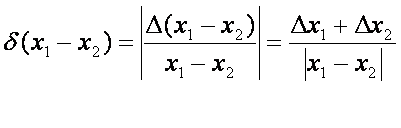 δ(x₁ − x₂) = |Δ(x₁ − x₂) / (x₁ − x₂)| = (Δx₁ + Δx₂) / |x₁ − x₂|